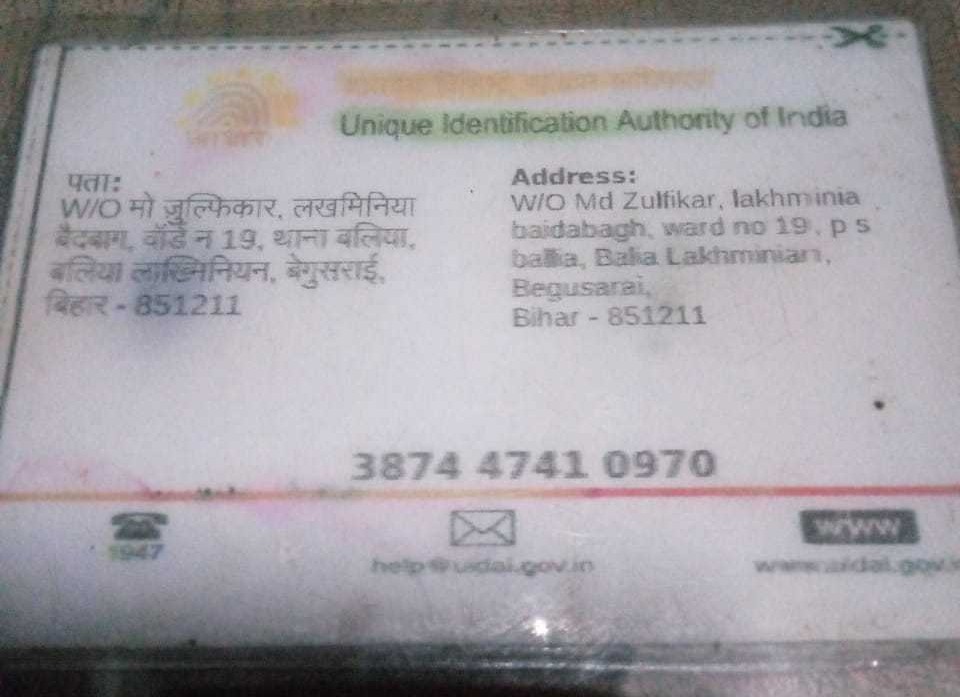 Unique Identification Authority of India
पता:
W/O मो जुल्फिकार, लखमिनिया
बैदबाग, वॉर्ड न 19, थाना बलिया,
बलिया लाख्मिनियन, बेगुसराई,
बिहार - 851211
Address:
W/O Md Zulfikar, lakhminia
baidabagh, ward no 19, p s
ballia, Balia Lakhminian,
Begusarai,
Bihar - 851211
3874 4741 0970
1947
help@uidai.gov.in
www